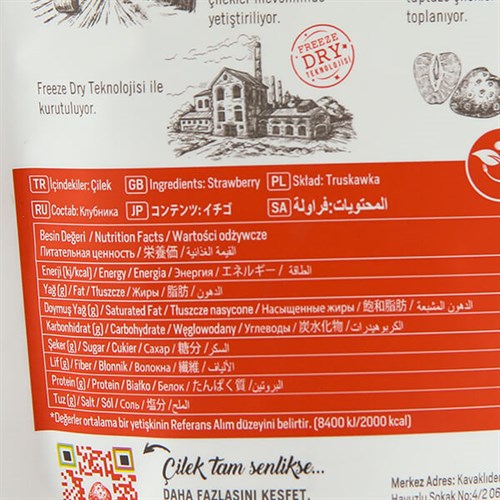 çilekler mevsiminde
yetiştiriliyor.
toplanıyor.
Freeze Dry Teknolojisi ile
kurutuluyor.
FREEZE
DRY
TEKNOLOJİSİ
TR İçindekiler: Çilek GB Ingredients: Strawberry PL Skład: Truskawka
RU Состав: Клубника JP コンテンツ: イチゴ SA المحتويات: فراولة
Besin Değeri / Nutrition Facts / Wartości odżywcze
Питательная ценность / 栄養価 / القيمة الغذائية
Enerji (kj/kcal) / Energy / Energia / Энергия / エネルギー / الطاقة
Yağ (g) / Fat / Tłuszcze / Жиры / 脂肪 / الدهون
Doymuş Yağ (g) / Saturated Fat / Tłuszcze nasycone / Насыщенные жиры / 飽和脂肪 / الدهون المشبعة
Karbonhidrat (g) / Carbohydrate / Węglowodany / Углеводы / 炭水化物 / الكربوهيدرات
Şeker (g) / Sugar / Cukier / Сахар / 糖分 / السكر
Lif (g) / Fiber / Błonnik / Волокна / 繊維 / الألياف
Protein (g) / Protein / Białko / Белок / たんぱく質 / البروتين
Tuz (g) / Salt / Sól / Соль / 塩分 / الملح
*Değerler ortalama bir yetişkinin Referans Alım düzeyini belirtir. (8400 kJ/2000 kcal)
Çilek tam senlikse...
DAHA FAZLASINI KEŞFET.
Merkez Adres: Kavaklıde
Havuzlu Sokak No:4/2 06